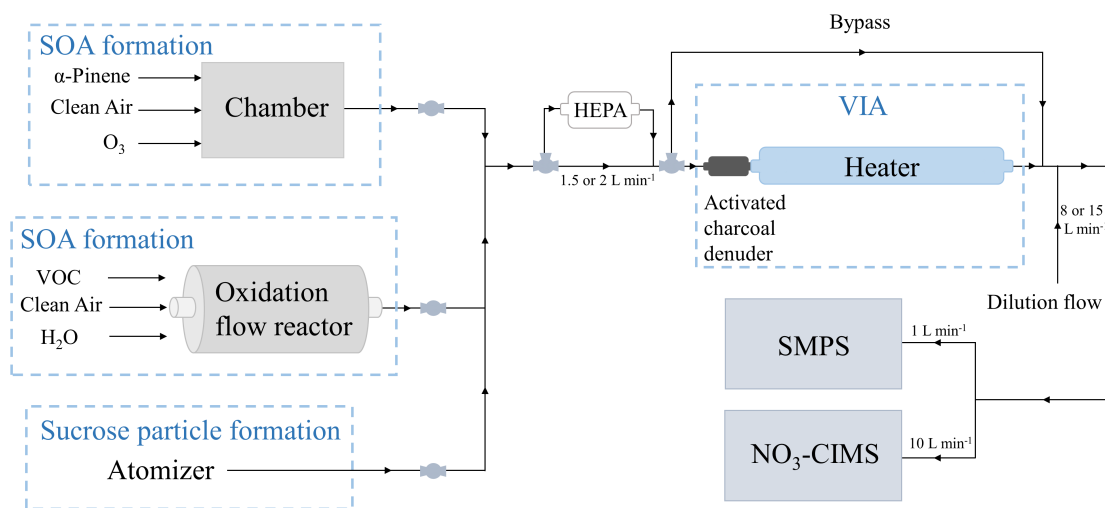 SOA formation
α-Pinene
Clean Air
O₃
Chamber
SOA formation
VOC
Clean Air
H₂O
Oxidation
flow reactor
Sucrose particle formation
Atomizer
HEPA
1.5 or 2 L min⁻¹
Bypass
VIA
Heater
Activated
charcoal
denuder
8 or 15
L min⁻
Dilution flow
SMPS
1 L min⁻¹
NO₃-CIMS
10 L min⁻¹